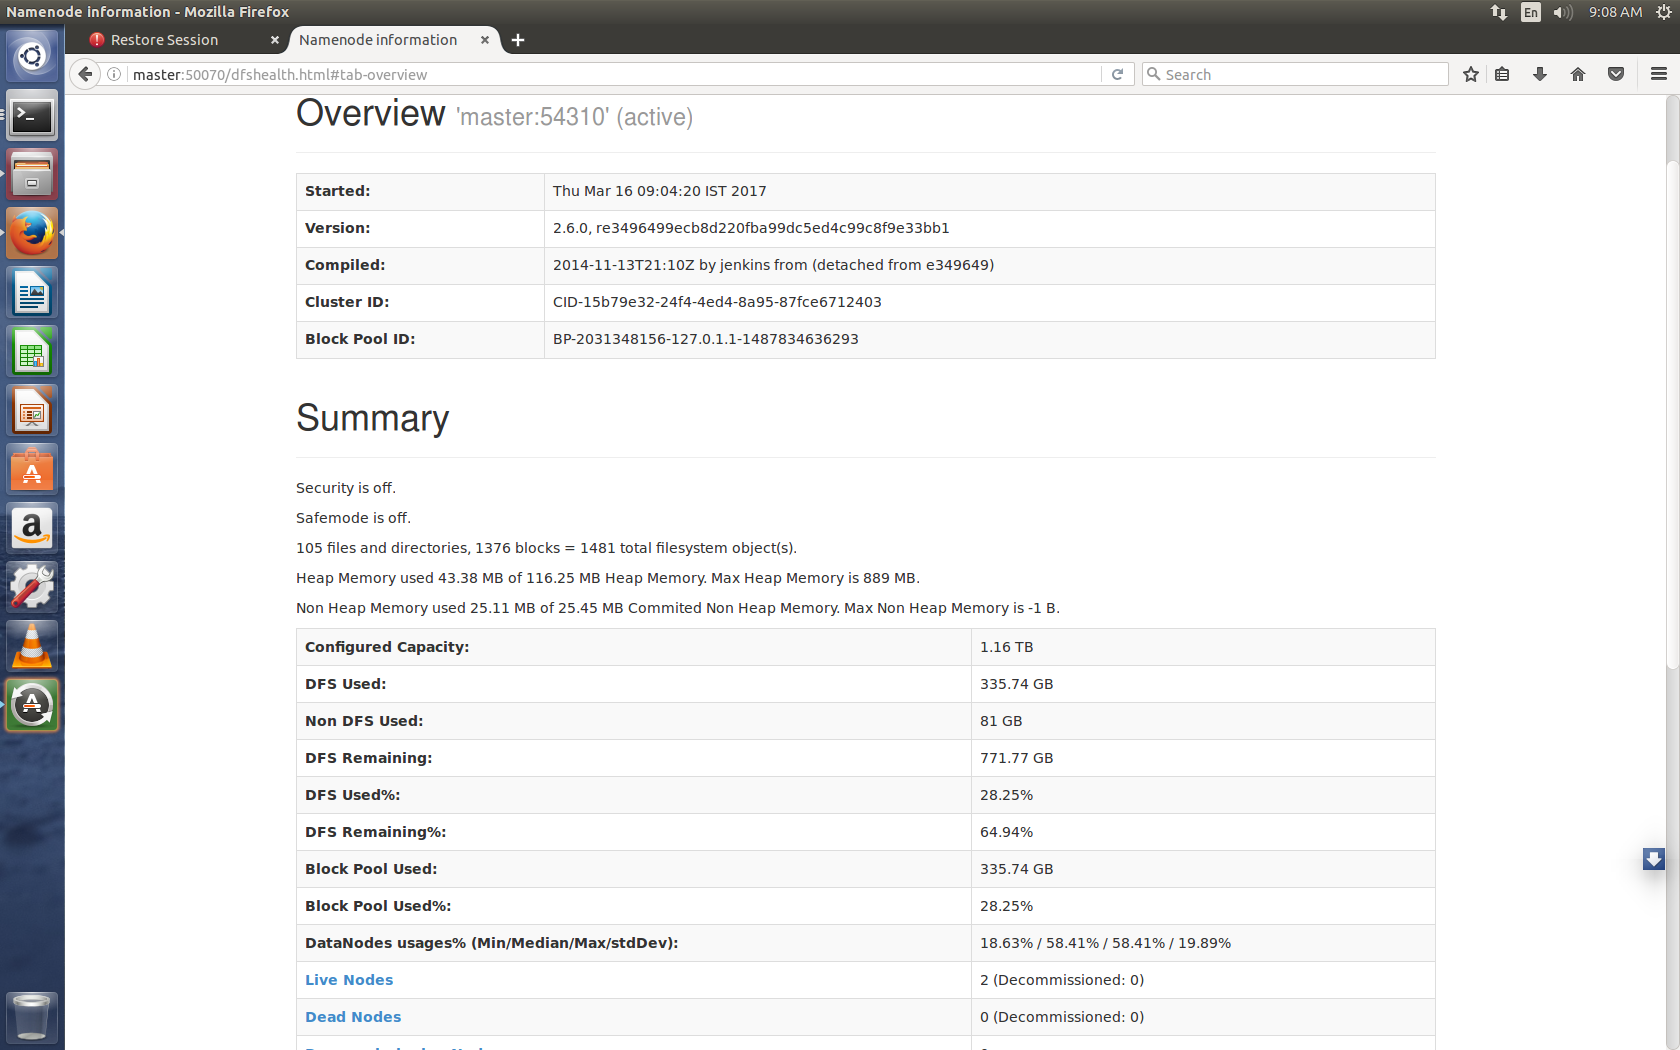 Namenode information - Mozilla Firefox
En
9:08 AM
Restore Session
Namenode information
master:50070/dfshealth.html#tab-overview
Search
Overview 'master:54310' (active)
Started: Thu Mar 16 09:04:20 IST 2017
Version: 2.6.0, re3496499ecb8d220fba99dc5ed4c99c8f9e33bb1
Compiled: 2014-11-13T21:10Z by jenkins from (detached from e349649)
Cluster ID: CID-15b79e32-24f4-4ed4-8a95-87fce6712403
Block Pool ID: BP-2031348156-127.0.1.1-1487834636293
Summary
Security is off.
Safemode is off.
105 files and directories, 1376 blocks = 1481 total filesystem object(s).
Heap Memory used 43.38 MB of 116.25 MB Heap Memory. Max Heap Memory is 889 MB.
Non Heap Memory used 25.11 MB of 25.45 MB Commited Non Heap Memory. Max Non Heap Memory is -1 B.
Configured Capacity: 1.16 TB
DFS Used: 335.74 GB
Non DFS Used: 81 GB
DFS Remaining: 771.77 GB
DFS Used%: 28.25%
DFS Remaining%: 64.94%
Block Pool Used: 335.74 GB
Block Pool Used%: 28.25%
DataNodes usages% (Min/Median/Max/stdDev): 18.63% / 58.41% / 58.41% / 19.89%
Live Nodes 2 (Decommissioned: 0)
Dead Nodes 0 (Decommissioned: 0)